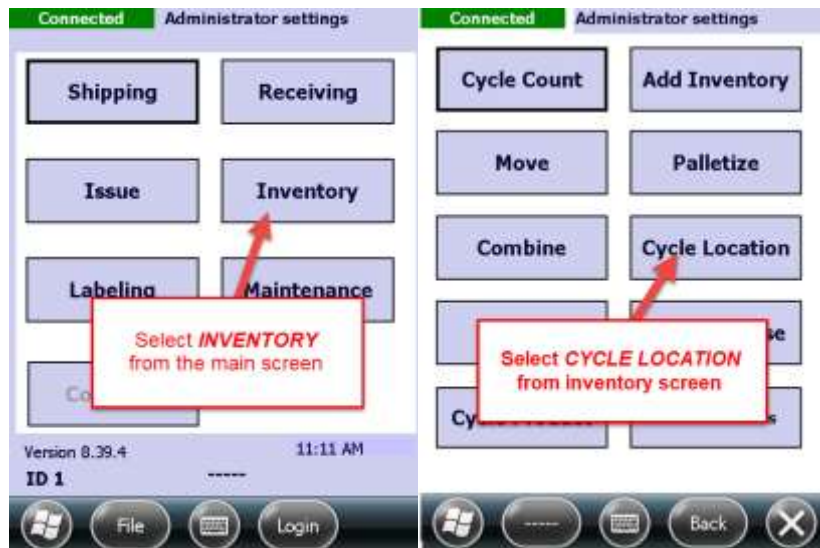 Connected Administrator settings
Shipping Receiving
Issue Inventory
Labeling Maintenance
Select INVENTORY
from the main screen
Version 8.39.4 11:11 AM
ID 1 -----
File Login
Connected Administrator settings
Cycle Count Add Inventory
Move Palletize
Combine Cycle Location
Select CYCLE LOCATION
from inventory screen
----- Back